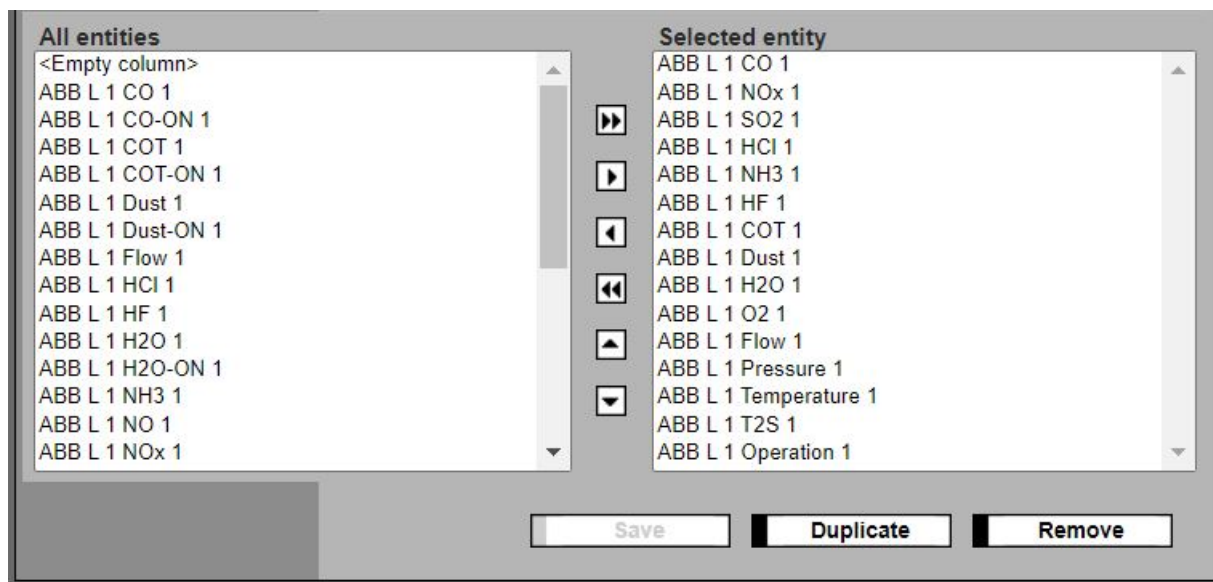 All entities
<Empty column>
ABB L 1 CO 1
ABB L 1 CO-ON 1
ABB L 1 COT 1
ABB L 1 COT-ON 1
ABB L 1 Dust 1
ABB L 1 Dust-ON 1
ABB L 1 Flow 1
ABB L 1 HCl 1
ABB L 1 HF 1
ABB L 1 H2O 1
ABB L 1 H2O-ON 1
ABB L 1 NH3 1
ABB L 1 NO 1
ABB L 1 NOx 1
Selected entity
ABB L 1 CO 1
ABB L 1 NOx 1
ABB L 1 SO2 1
ABB L 1 HCl 1
ABB L 1 NH3 1
ABB L 1 HF 1
ABB L 1 COT 1
ABB L 1 Dust 1
ABB L 1 H2O 1
ABB L 1 O2 1
ABB L 1 Flow 1
ABB L 1 Pressure 1
ABB L 1 Temperature 1
ABB L 1 T2S 1
ABB L 1 Operation 1
Save
Duplicate
Remove